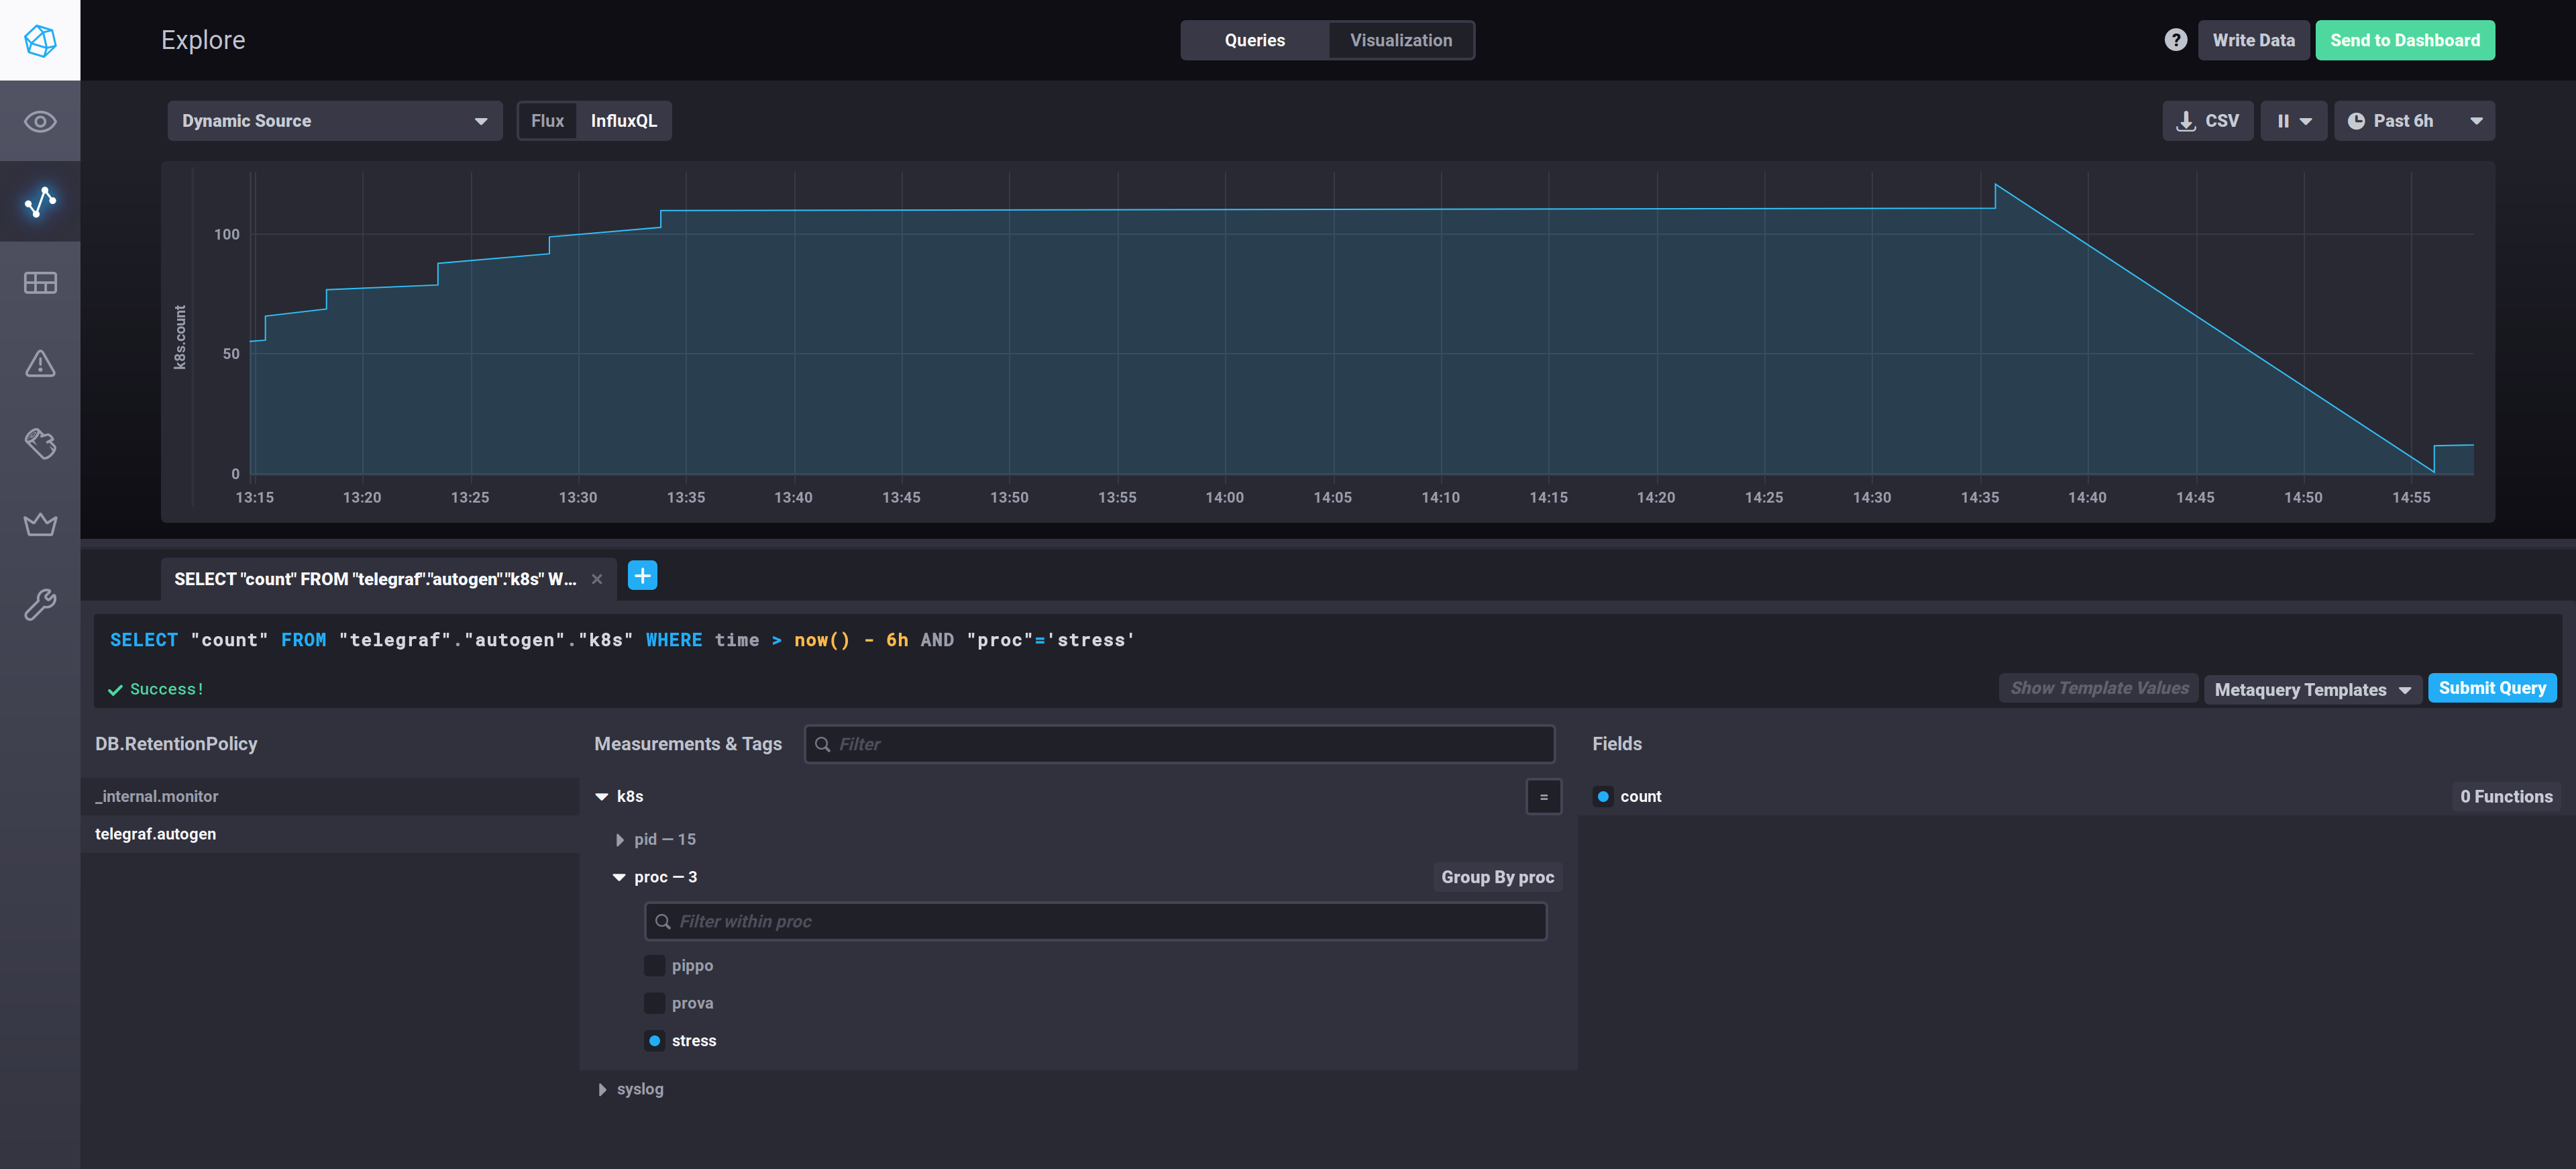 Explore
Queries
Visualization
? Write Data Send to Dashboard
Dynamic Source
Flux InfluxQL
CSV
Past 6h
k8s.count
100
50
0
13:15 13:20 13:25 13:30 13:35 13:40 13:45 13:50 13:55 14:00 14:05 14:10 14:15 14:20 14:25 14:30 14:35 14:40 14:45 14:50 14:55
SELECT "count" FROM "telegraf"."autogen"."k8s" W... ×
+
SELECT "count" FROM "telegraf"."autogen"."k8s" WHERE time > now() - 6h AND "proc"='stress'
Success!
Show Template Values Metaquery Templates Submit Query
DB.RetentionPolicy
_internal.monitor
telegraf.autogen
Measurements & Tags
Filter
k8s
=
pid — 15
proc — 3
Group By proc
Filter within proc
pippo
prova
stress
syslog
Fields
count
0 Functions